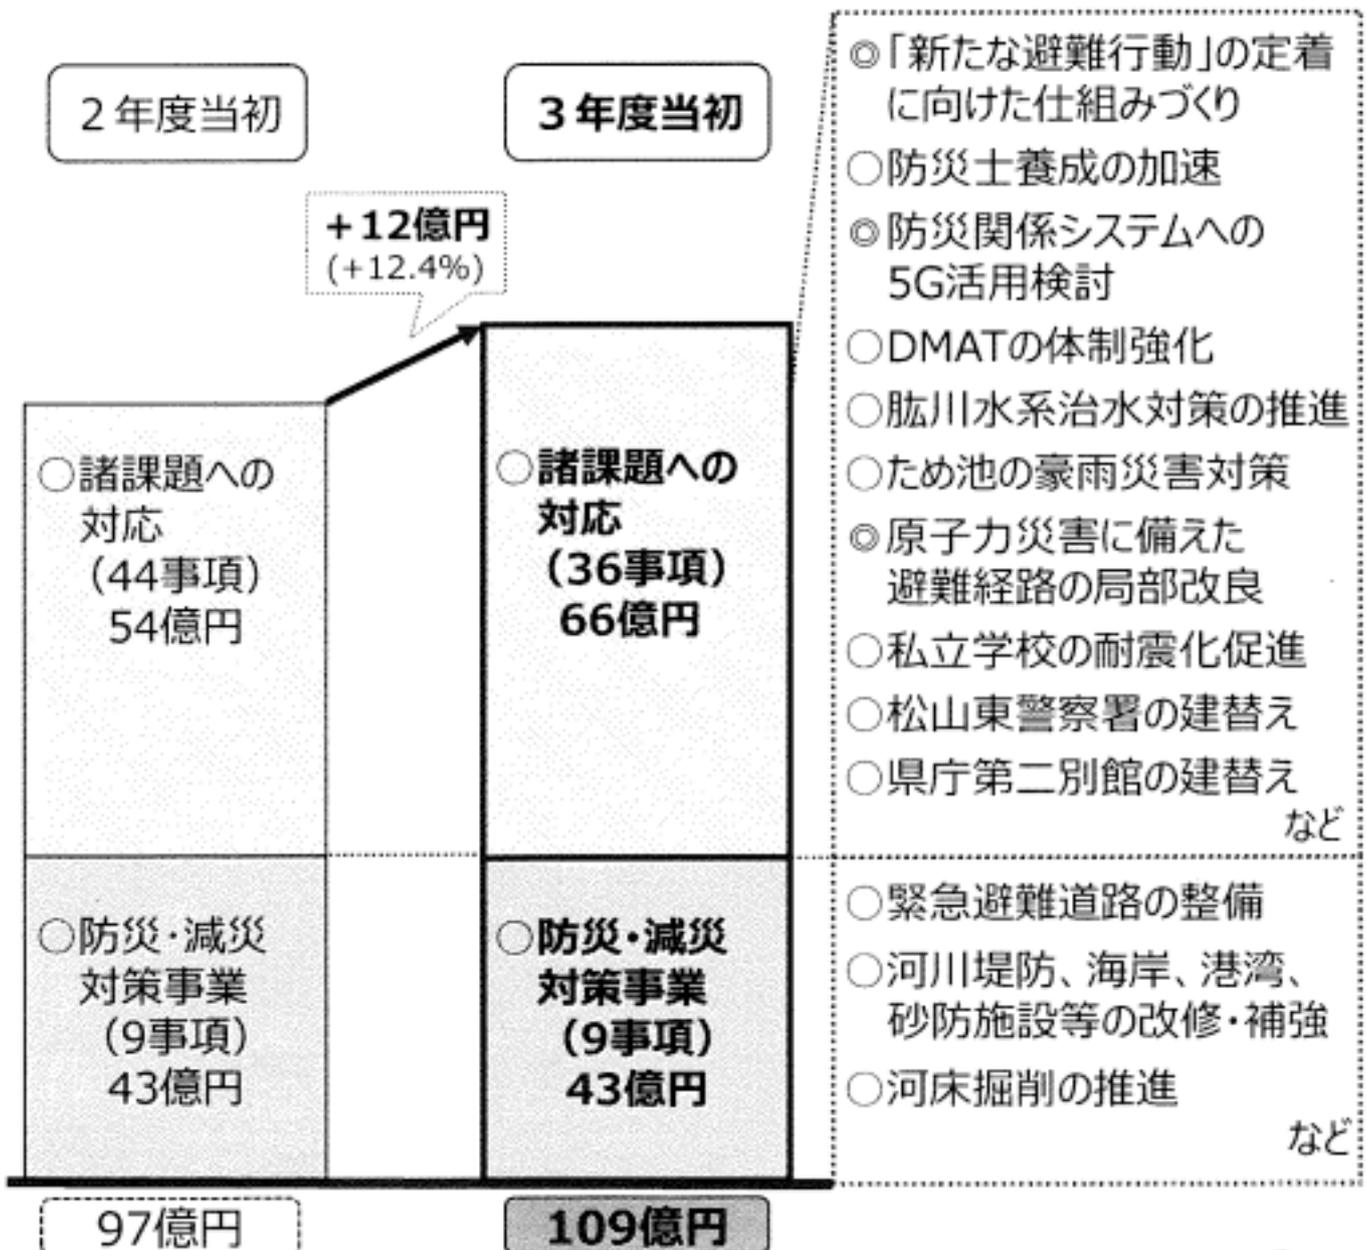 2年度当初
3年度当初
+12億円
(+12.4%)
○諸課題への
対応
(44事項)
54億円
○防災・減災
対策事業
(9事項)
43億円
97億円
○諸課題への
対応
(36事項)
66億円
○防災・減災
対策事業
(9事項)
43億円
109億円
◎「新たな避難行動」の定着
に向けた仕組みづくり
○防災士養成の加速
◎防災関係システムへの
5G活用検討
○DMATの体制強化
○肱川水系治水対策の推進
○ため池の豪雨災害対策
◎原子力災害に備えた
避難経路の局部改良
○私立学校の耐震化促進
○松山東警察署の建替え
○県庁第二別館の建替え
など
○緊急避難道路の整備
○河川堤防、海岸、港湾、
砂防施設等の改修・補強
○河床掘削の推進
など